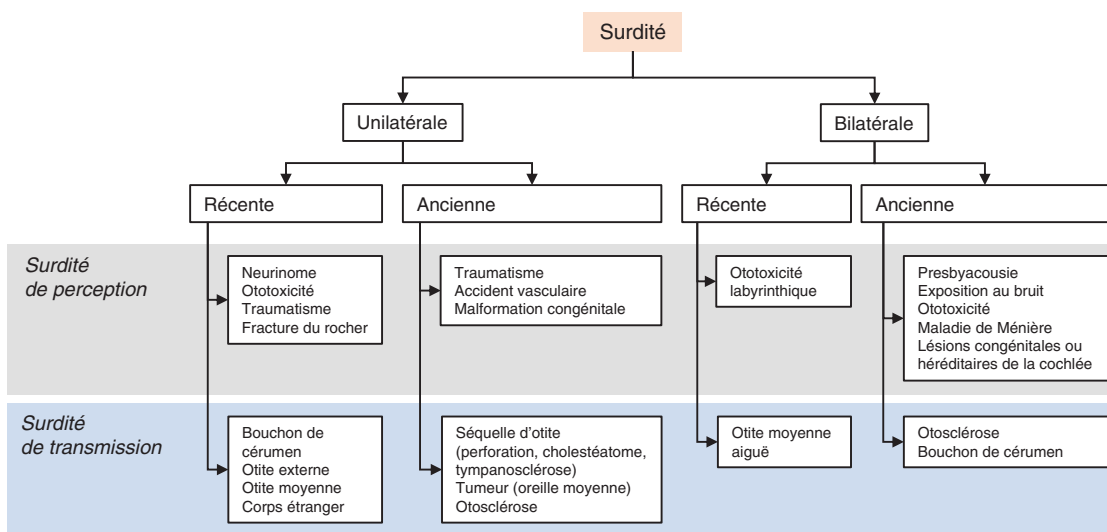 Surdité
Unilatérale
Bilatérale
Récente
Ancienne
Récente
Ancienne
Surdité
de perception
Neurinome
Ototoxicité
Traumatisme
Fracture du rocher
Traumatisme
Accident vasculaire
Malformation congénitale
Ototoxicité
labyrinthique
Presbyacousie
Exposition au bruit
Ototoxicité
Maladie de Ménière
Lésions congénitales ou
héréditaires de la cochlée
Surdité
de transmission
Bouchon de
cérumen
Otite externe
Otite moyenne
Corps étranger
Séquelle d'otite
(perforation, cholestéatome,
tympanosclérose)
Tumeur (oreille moyenne)
Otosclérose
Otite moyenne
aiguë
Otosclérose
Bouchon de cérumen